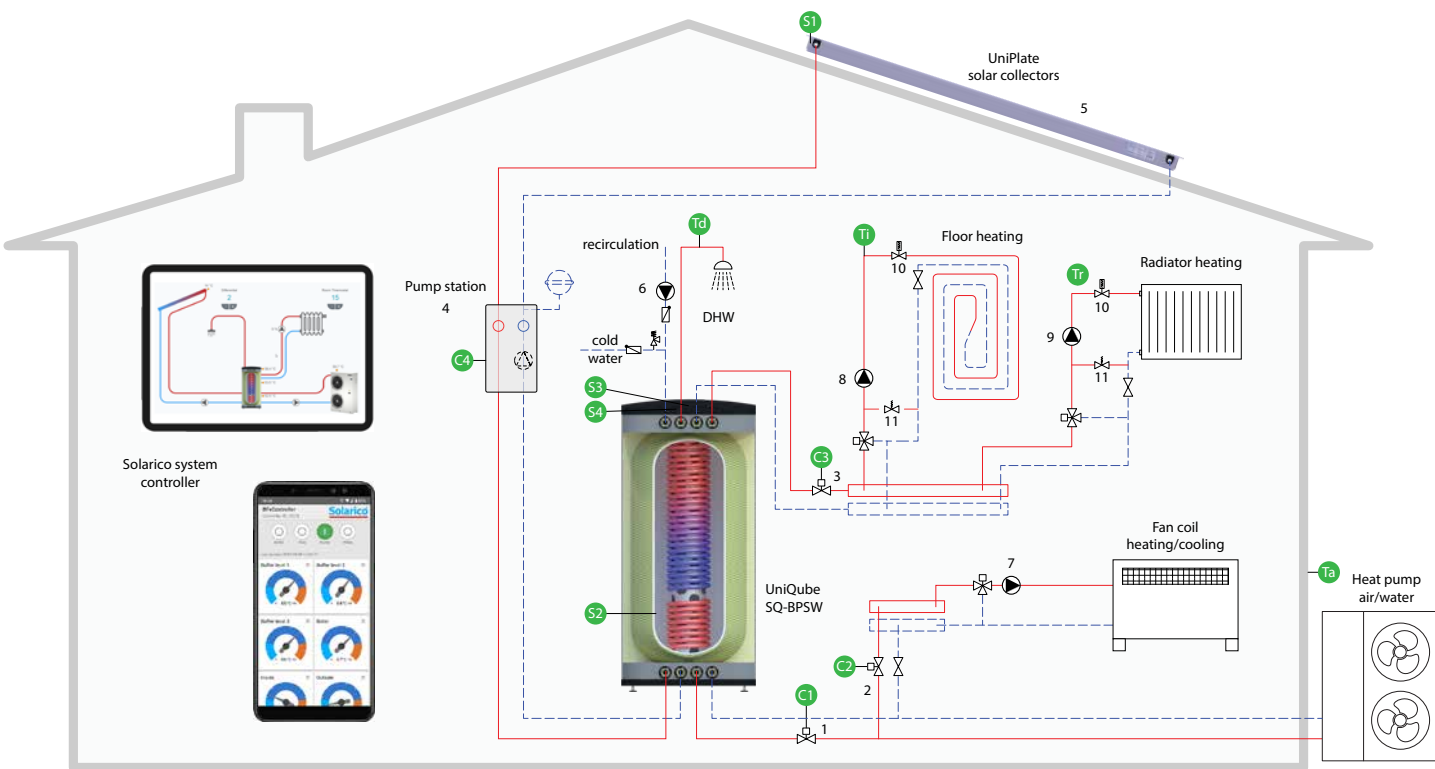 S1
UniPlate
solar collectors
5
recirculation
Td
Ti
Floor heating
Tr
Radiator heating
10
10
Pump station
4
6
DHW
9
C4
cold
water
8
11
11
S3
S4
Solarico system
controller
C3
3
Solarico
Fan coil
heating/cooling
7
Ta
Heat pump
air/water
UniQube
SQ-BPSW
S2
C2
2
C1
1
2
15